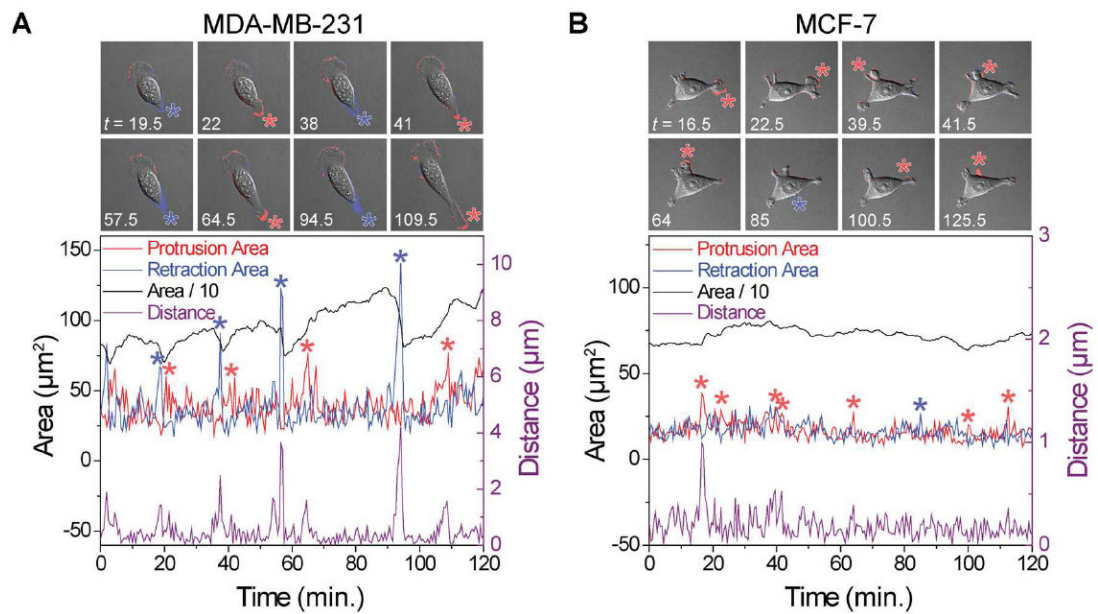 A
MDA-MB-231
t = 19.5
22
38
41
57.5
64.5
94.5
109.5
Protrusion Area
Retraction Area
Area / 10
Distance
150
100
50
0
-50
Area (µm²)
10
8
6
4
2
0
Distance (µm)
0 20 40 60 80 100 120
Time (min.)
B
MCF-7
t = 16.5
22.5
39.5
41.5
64
85
100.5
125.5
Protrusion Area
Retraction Area
Area / 10
Distance
100
50
0
-50
Area (µm²)
3
2
1
0
Distance (µm)
0 20 40 60 80 100 120
Time (min.)